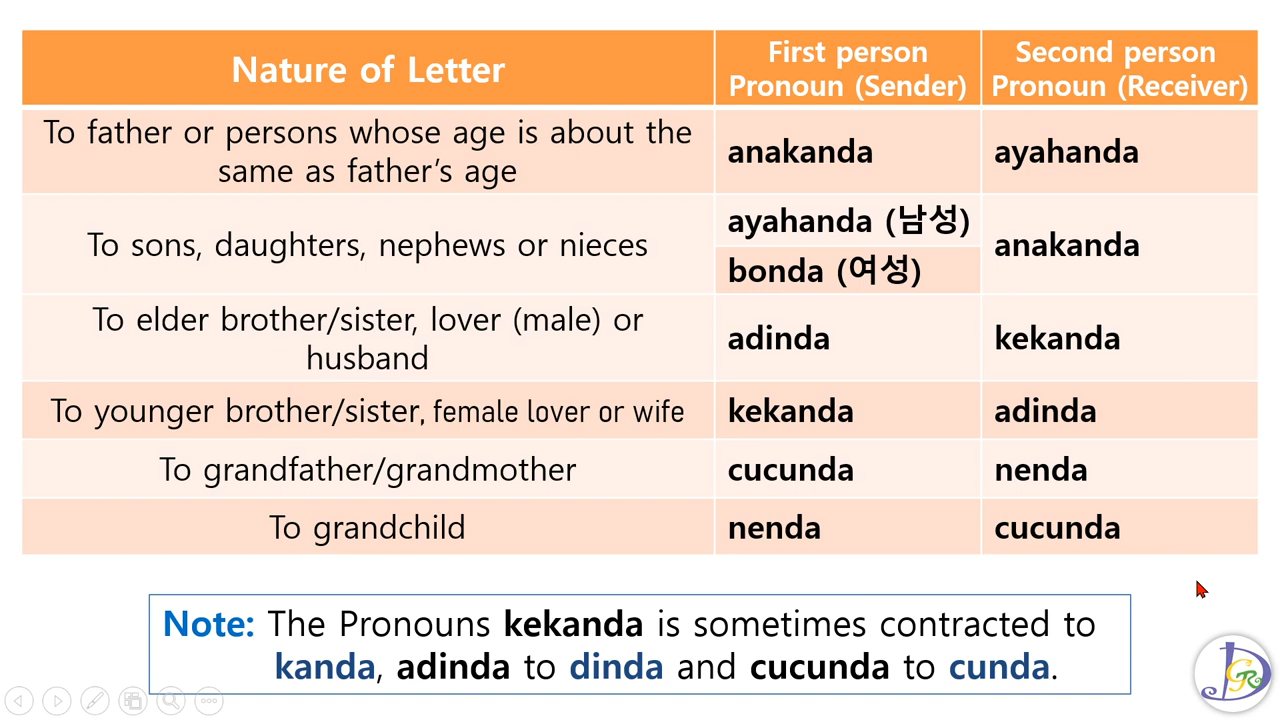 Nature of Letter
First person
Pronoun (Sender)
Second person
Pronoun (Receiver)
To father or persons whose age is about the
same as father's age
anakanda
ayahanda
To sons, daughters, nephews or nieces
ayahanda (남성)
bonda (여성)
anakanda
To elder brother/sister, lover (male) or
husband
adinda
kekanda
To younger brother/sister, female lover or wife
kekanda
adinda
To grandfather/grandmother
cucunda
nenda
To grandchild
nenda
cucunda
Note: The Pronouns kekanda is sometimes contracted to
kanda, adinda to dinda and cucunda to cunda.